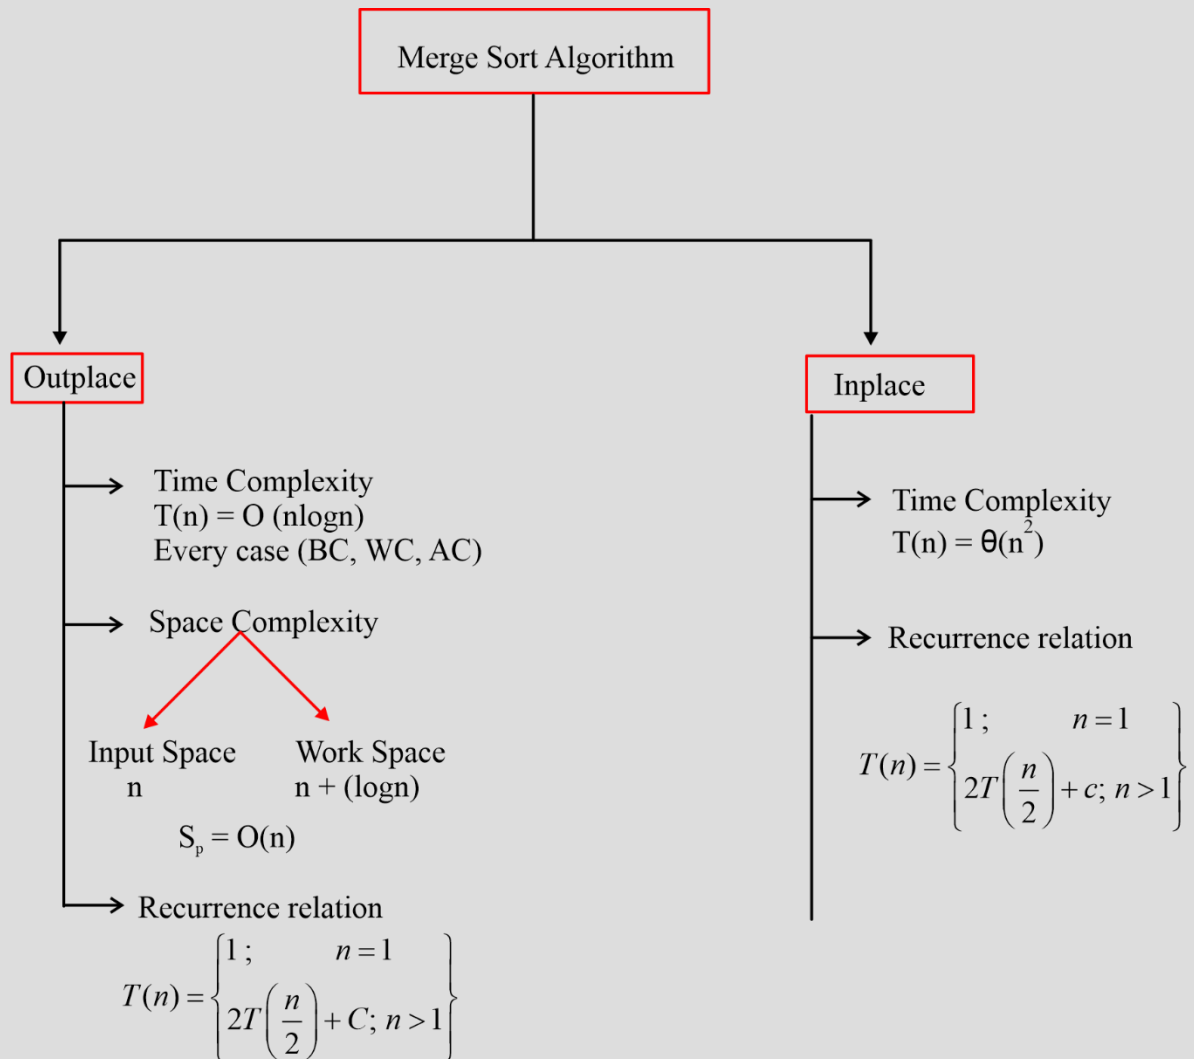 Merge Sort Algorithm
Outplace
Time Complexity
T(n) = O (nlogn)
Every case (BC, WC, AC)
Space Complexity
Input Space
n
Work Space
n + (logn)
Sₚ = O(n)
Recurrence relation
T(n) = {1 ; n = 1
2T(n/2) + C; n > 1}
Inplace
Time Complexity
T(n) = θ(n²)
Recurrence relation
T(n) = {1 ; n = 1
2T(n/2) + c; n > 1}